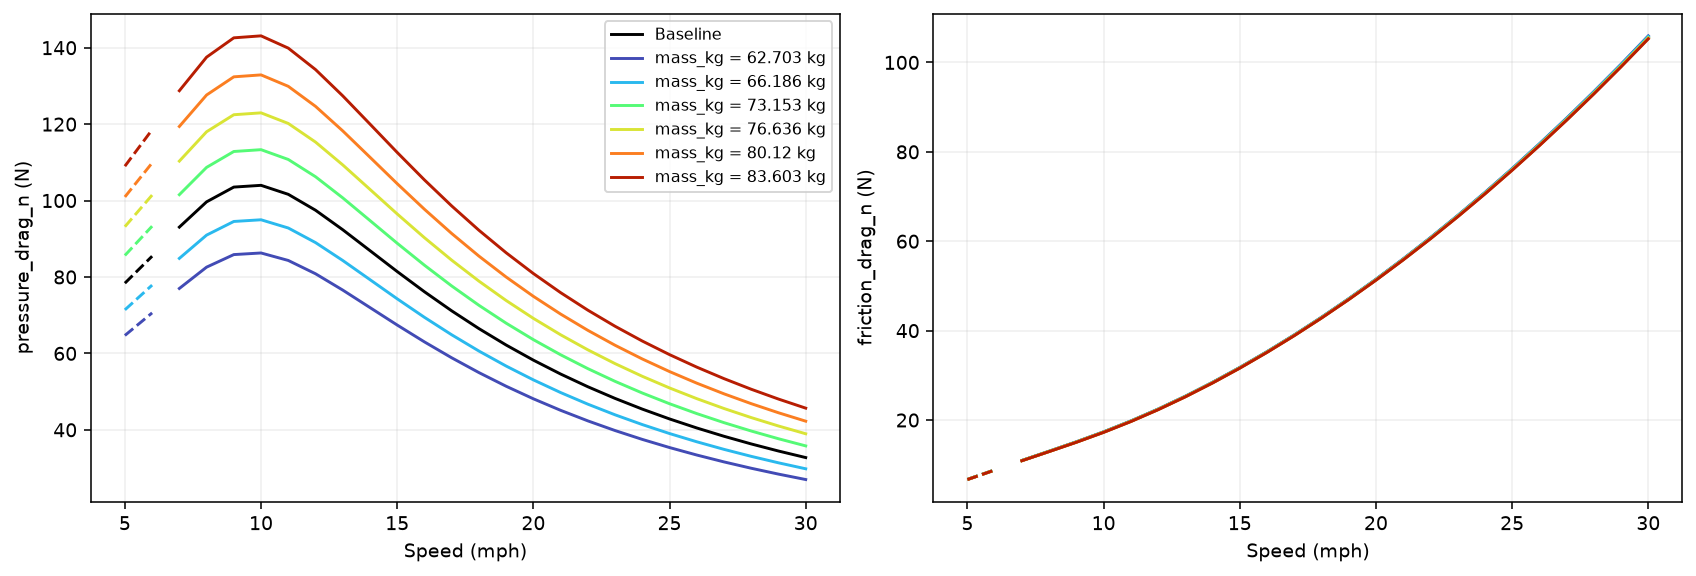 pressure_drag_n (N)
140
120
100
80
60
40
5
10
15
20
25
30
Speed (mph)
Baseline
mass_kg = 62.703 kg
mass_kg = 66.186 kg
mass_kg = 73.153 kg
mass_kg = 76.636 kg
mass_kg = 80.12 kg
mass_kg = 83.603 kg
friction_drag_n (N)
100
80
60
40
20
5
10
15
20
25
30
Speed (mph)